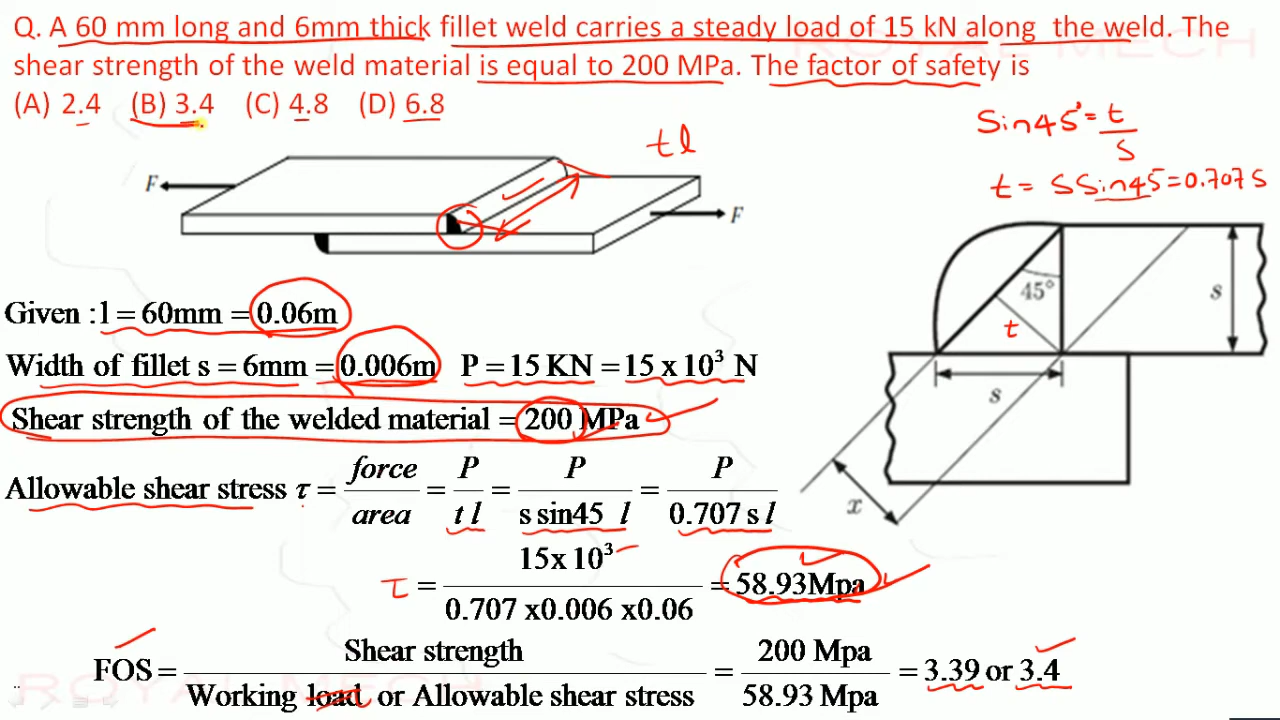 Q. A 60 mm long and 6mm thick fillet weld carries a steady load of 15 kN along the weld. The
shear strength of the weld material is equal to 200 MPa. The factor of safety is
(A) 2.4 (B) 3.4 (C) 4.8 (D) 6.8
Sin45° = t/s
t = s sin45 = 0.707 s
t l
F
F
45°
t
s
s
x
Given : l = 60mm = 0.06m
Width of fillet s = 6mm = 0.006m P = 15 KN = 15 x 10³ N
Shear strength of the welded material = 200 MPa
Allowable shear stress τ = force/area = P/t l = P/s sin45 l = P/0.707 s l
τ = 15x 10³/0.707 x0.006 x0.06 = 58.93Mpa
FOS = Shear strength/Working load or Allowable shear stress = 200 Mpa/58.93 Mpa = 3.39 or 3.4
ROYAL MECH
ROYAL MECH